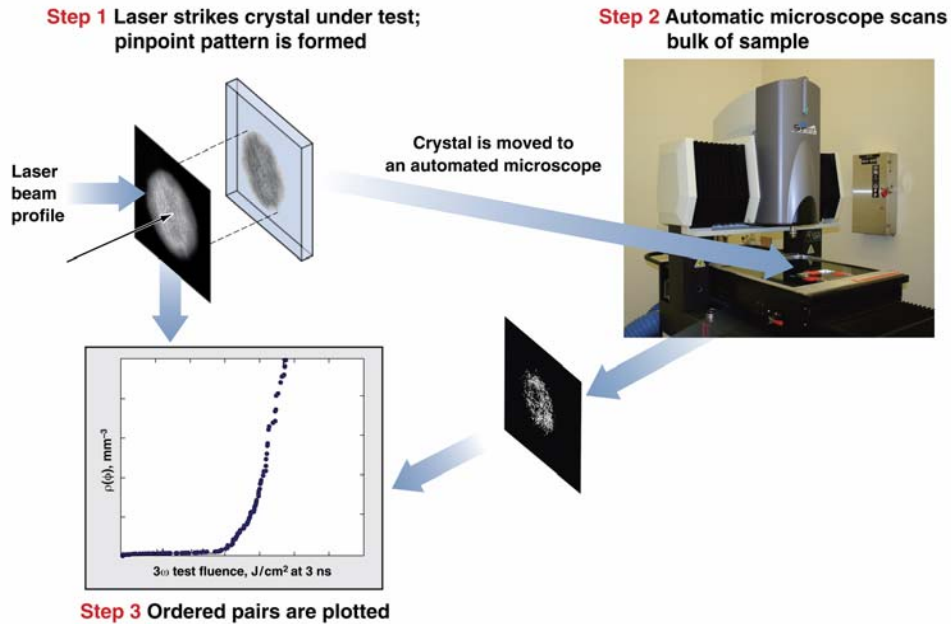 Step 1 Laser strikes crystal under test;
pinpoint pattern is formed
Step 2 Automatic microscope scans
bulk of sample
Crystal is moved to
an automated microscope
Laser
beam
profile
ρ(ϕ), mm⁻³
3ω test fluence, J/cm² at 3 ns
Step 3 Ordered pairs are plotted